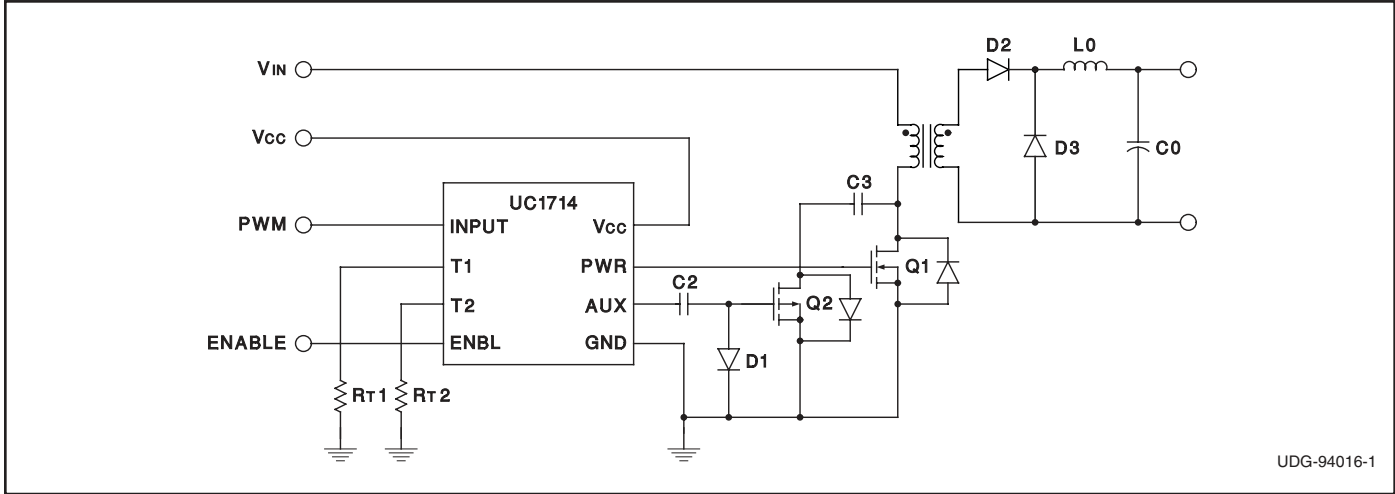 D2
L0
VIN
VCC
D3
C0
C3
UC1714
PWM
INPUT
VCC
T1
PWR
Q1
C2
T2
AUX
Q2
ENABLE
ENBL
GND
D1
RT1
RT2
UDG-94016-1